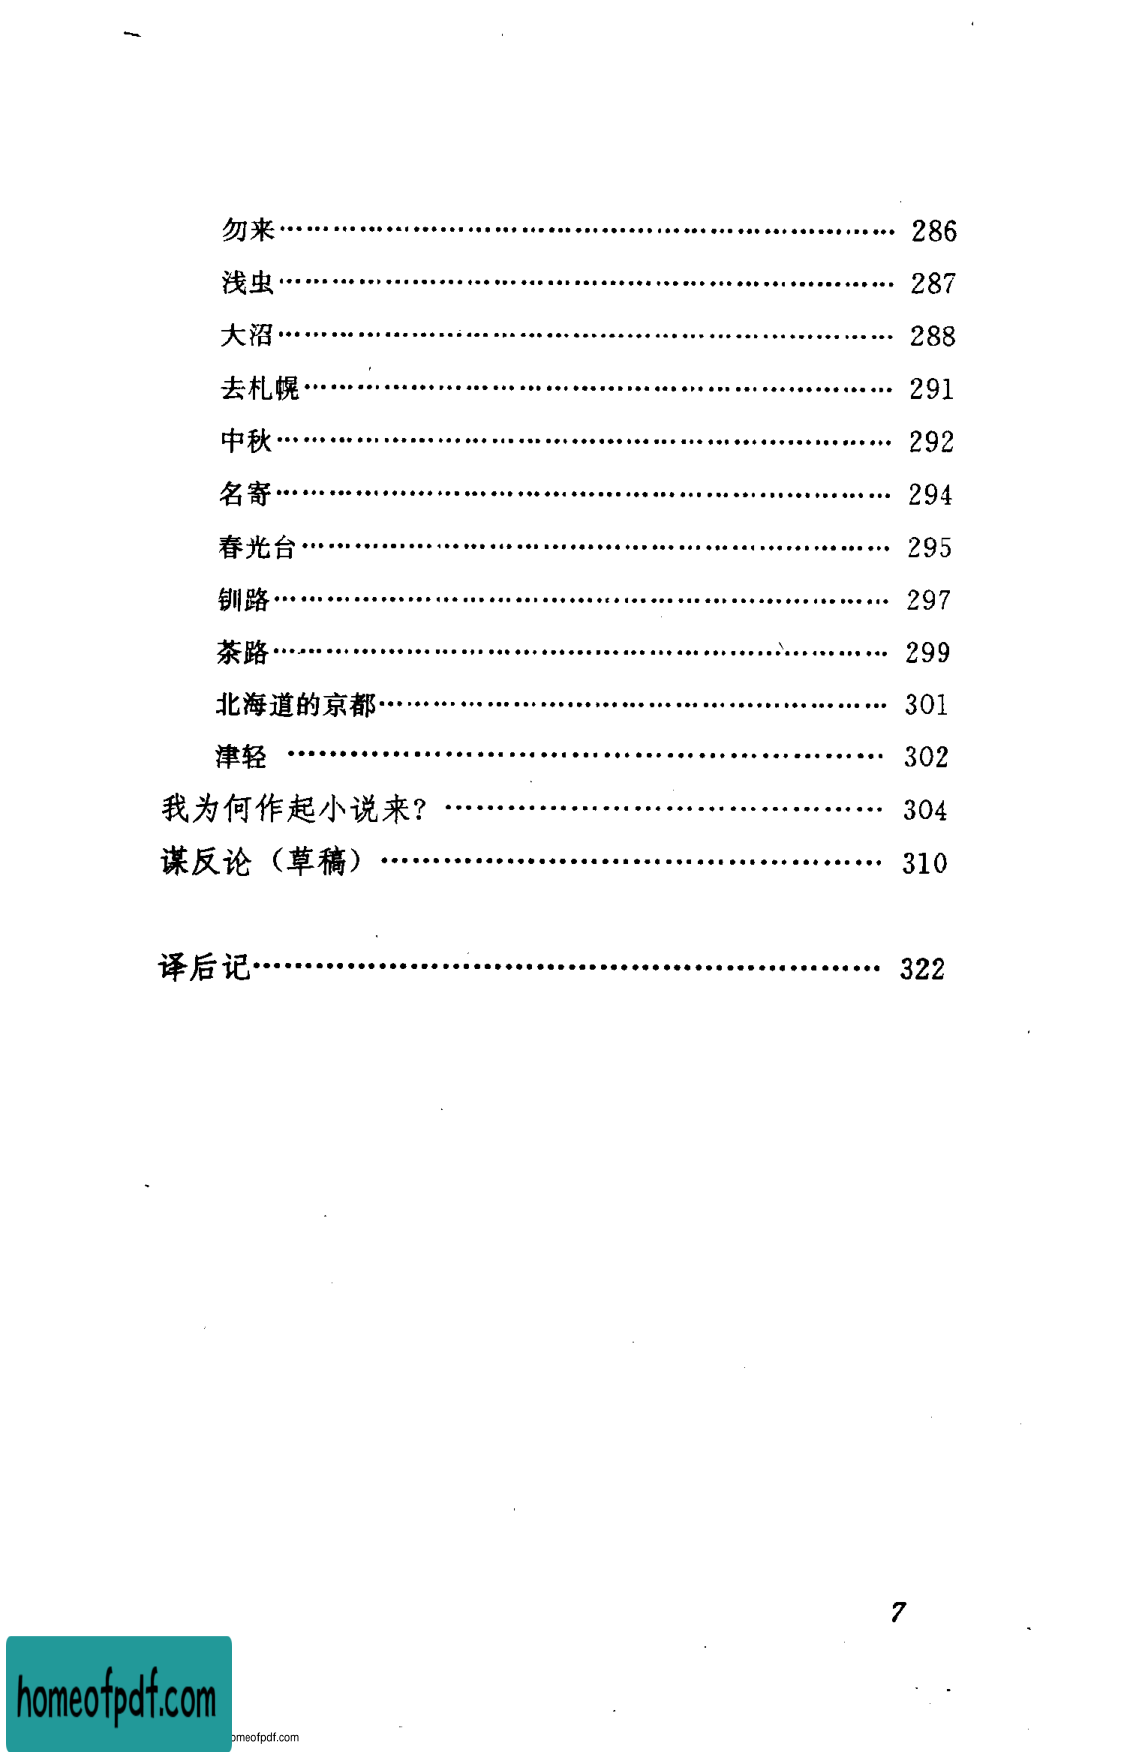 勿来…………………………………………………… 286
浅虫…………………………………………………… 287
大沼…………………………………………………… 288
去札幌………………………………………………… 291
中秋…………………………………………………… 292
名寄…………………………………………………… 294
春光台………………………………………………… 295
钏路…………………………………………………… 297
茶路…………………………………………………… 299
北海道的京都………………………………………… 301
津轻 ………………………………………………… 302
我为何作起小说来? ………………………………… 304
谋反论（草稿）……………………………………… 310
译后记………………………………………………… 322
7
homeofpdf.com
omeofpdf.com